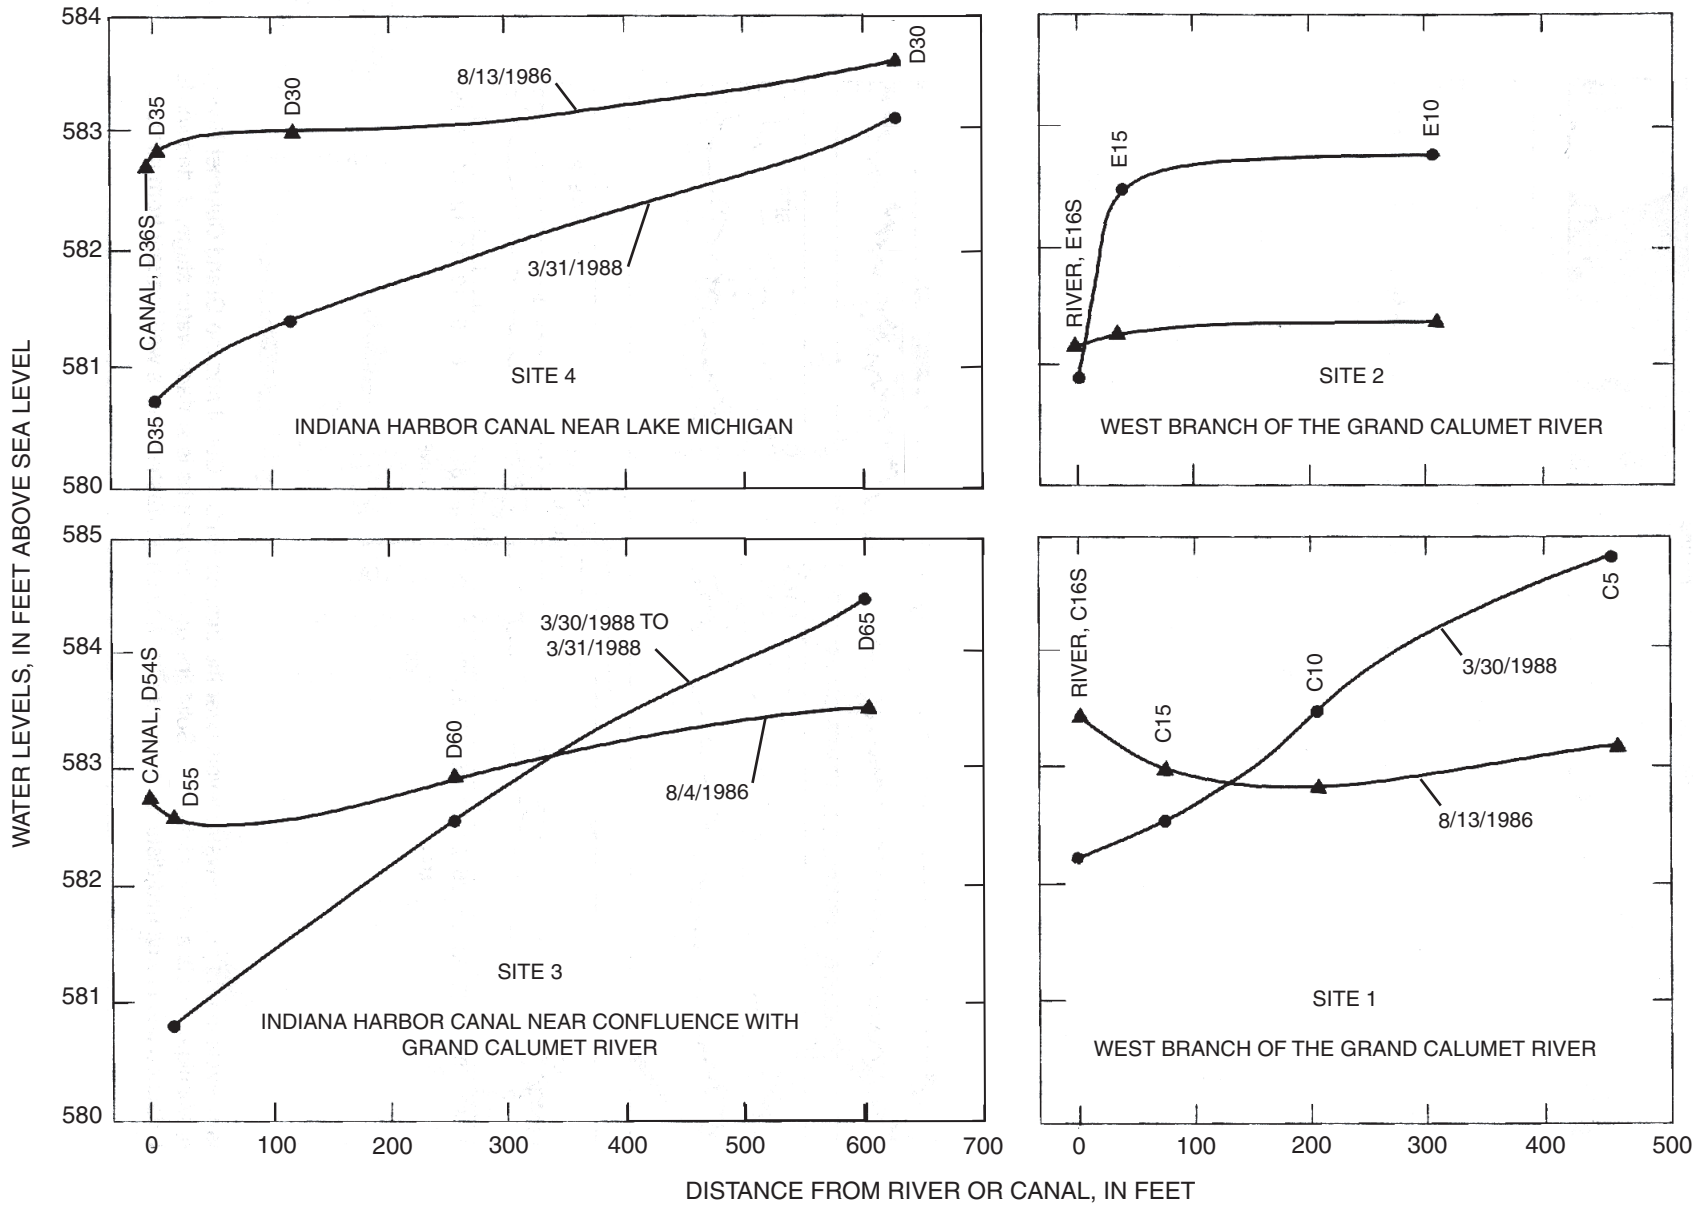 WATER LEVELS, IN FEET ABOVE SEA LEVEL
584
583
582
581
580
CANAL, D36S
D35
D30
D30
8/13/1986
3/31/1988
D35
SITE 4
INDIANA HARBOR CANAL NEAR LAKE MICHIGAN
RIVER, E16S
E15
E10
SITE 2
WEST BRANCH OF THE GRAND CALUMET RIVER
585
584
583
582
581
580
CANAL, D54S
D55
D60
3/30/1988 TO
3/31/1988
D65
8/4/1986
SITE 3
INDIANA HARBOR CANAL NEAR CONFLUENCE WITH
GRAND CALUMET RIVER
0 100 200 300 400 500 600 700
RIVER, C16S
C15
C10
C5
3/30/1988
8/13/1986
SITE 1
WEST BRANCH OF THE GRAND CALUMET RIVER
0 100 200 300 400 500
DISTANCE FROM RIVER OR CANAL, IN FEET